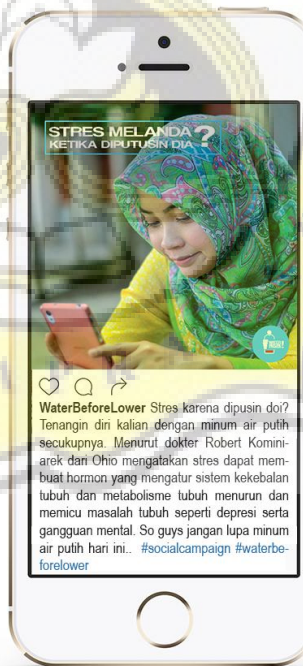 STRES MELANDA?
KETIKA DIPUTUSIN DIA
WaterBeforeLower Stres karena dipusin doi?
Tenangin diri kalian dengan minum air putih
secukupnya. Menurut dokter Robert Komini-
arek dari Ohio mengatakan stres dapat mem-
buat hormon yang mengatur sistem kekebalan
tubuh dan metabolisme tubuh menurun dan
memicu masalah tubuh seperti depresi serta
gangguan mental. So guys jangan lupa minum
air putih hari ini.. #socialcampaign #waterbe-
forelower